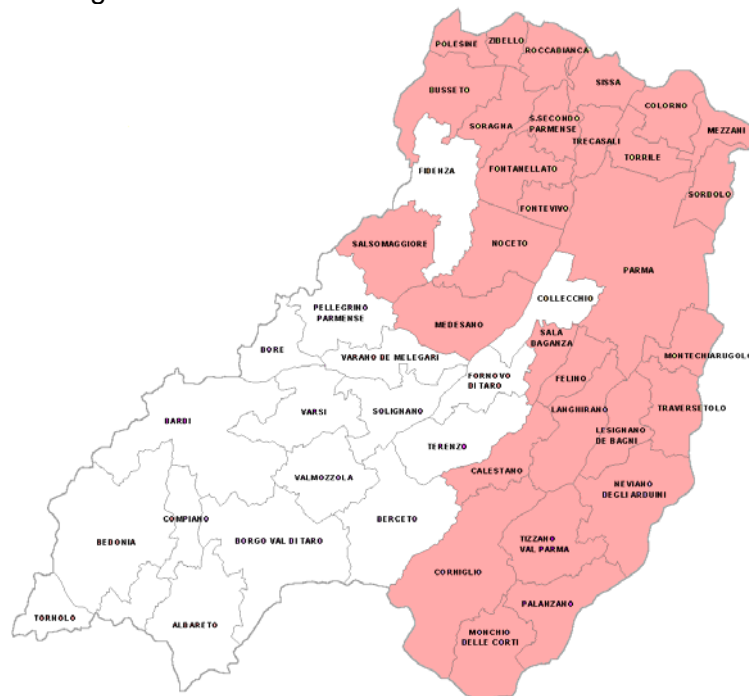 POLESINE
ZIBELLO
ROCCABIANCA
SISSA
BUSSETO
COLORNO
SORAGNA
S.SECONDO
PARMENSE
MEZZANI
TRECASALI
TORRILE
FIDENZA
FONTANELLATO
SORBOLO
FONTEVIVO
SALSOMAGGIORE
NOCETO
PARMA
COLLECCHIO
PELLEGRINO
PARMENSE
MEDESANO
SALA
BAGANZA
BORE
VARANO DE MELEGARI
MONTECHIARUGOLO
FORNOVO
DI TARO
FELINO
VARSI
SOLIGNANO
LANGHIRANO
TRAVERSETOLO
BARDI
LESIGNANO
DE BAGNI
TERENZO
VALMOZZOLA
CALESTANO
NEVIANO
DEGLI ARDUINI
COMPIANO
BERCETO
BEDONIA
BORGO VAL DI TARO
TIZZANO
VAL PARMA
CORNIGLIO
PALANZANO
TORNOLO
ALBARETO
MONCHIO
DELLE CORTI